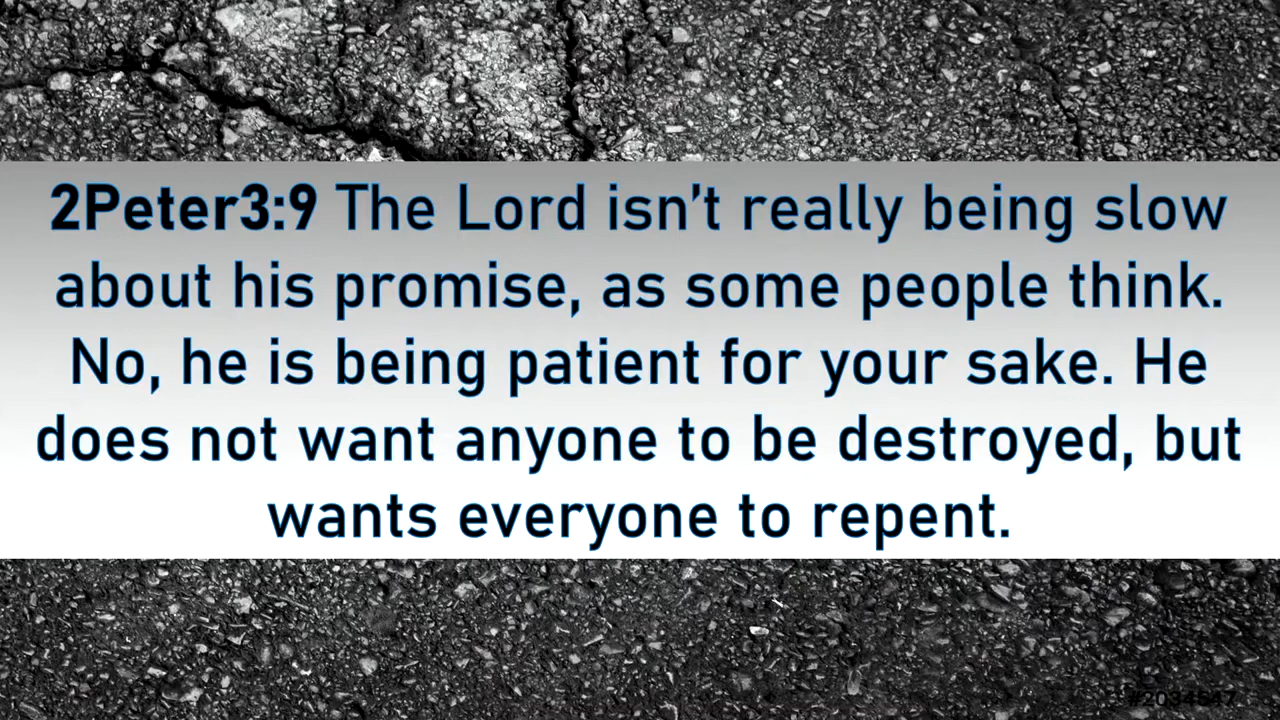 2Peter3:9 The Lord isn’t really being slow
about his promise, as some people think.
No, he is being patient for your sake. He
does not want anyone to be destroyed, but
wants everyone to repent.